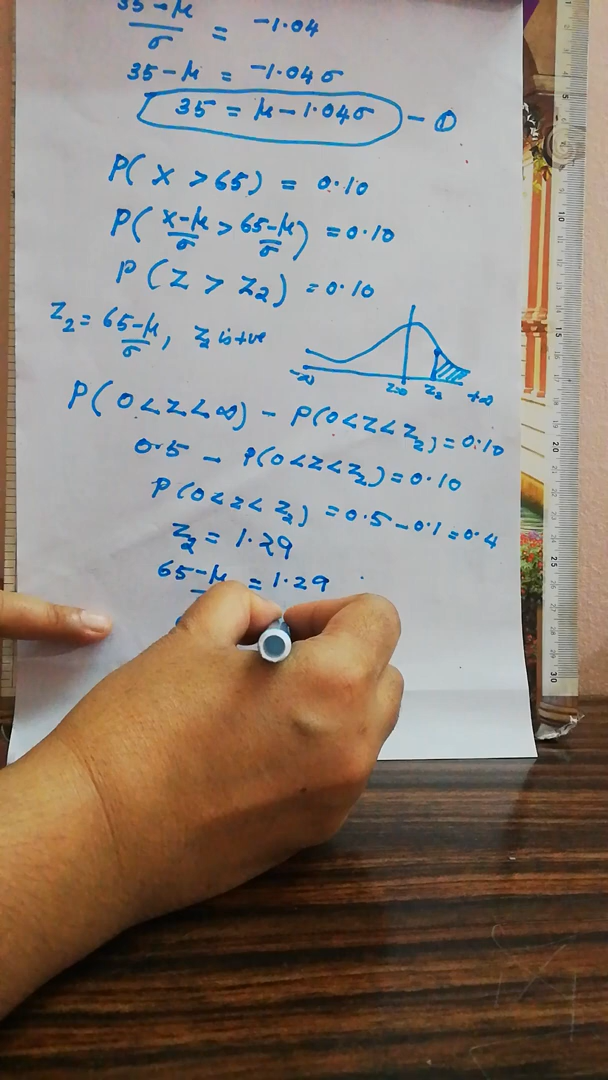 35-μ/σ = -1.04
35-μ = -1.04σ
35 = μ-1.04σ - ①
P(X>65) = 0.10
P(X-μ/σ > 65-μ/σ) = 0.10
P(Z > Z2) = 0.10
Z2 = 65-μ/σ, Z2 is +ve
-∞ Z=0 Z2 +∞
P(0<Z<∞) - P(0<Z<Z2) = 0.10
0.5 - P(0<Z<Z2) = 0.10
P(0<Z<Z2) = 0.5-0.1 = 0.4
Z2 = 1.29
65-μ = 1.29